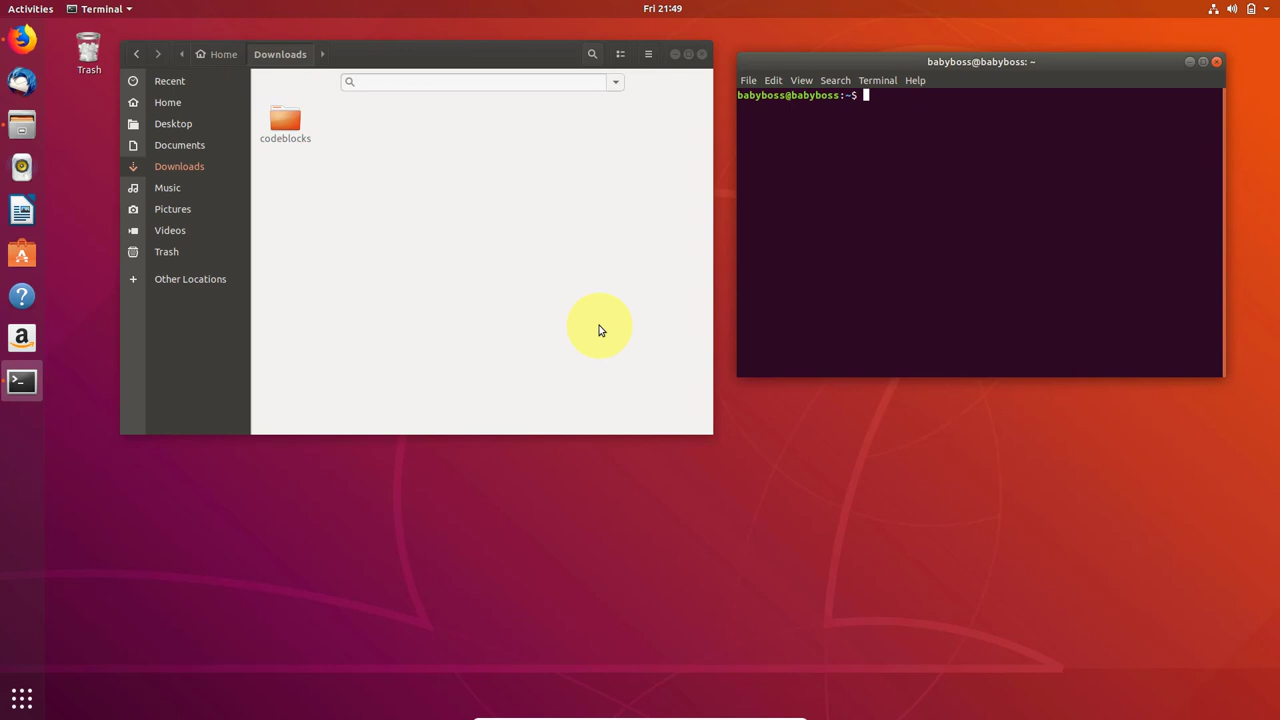 Activities
Terminal
Fri 21:49
Trash
Home
Downloads
Recent
Home
Desktop
Documents
Downloads
Music
Pictures
Videos
Trash
Other Locations
codeblocks
babyboss@babyboss: ~
File Edit View Search Terminal Help
babyboss@babyboss:~$